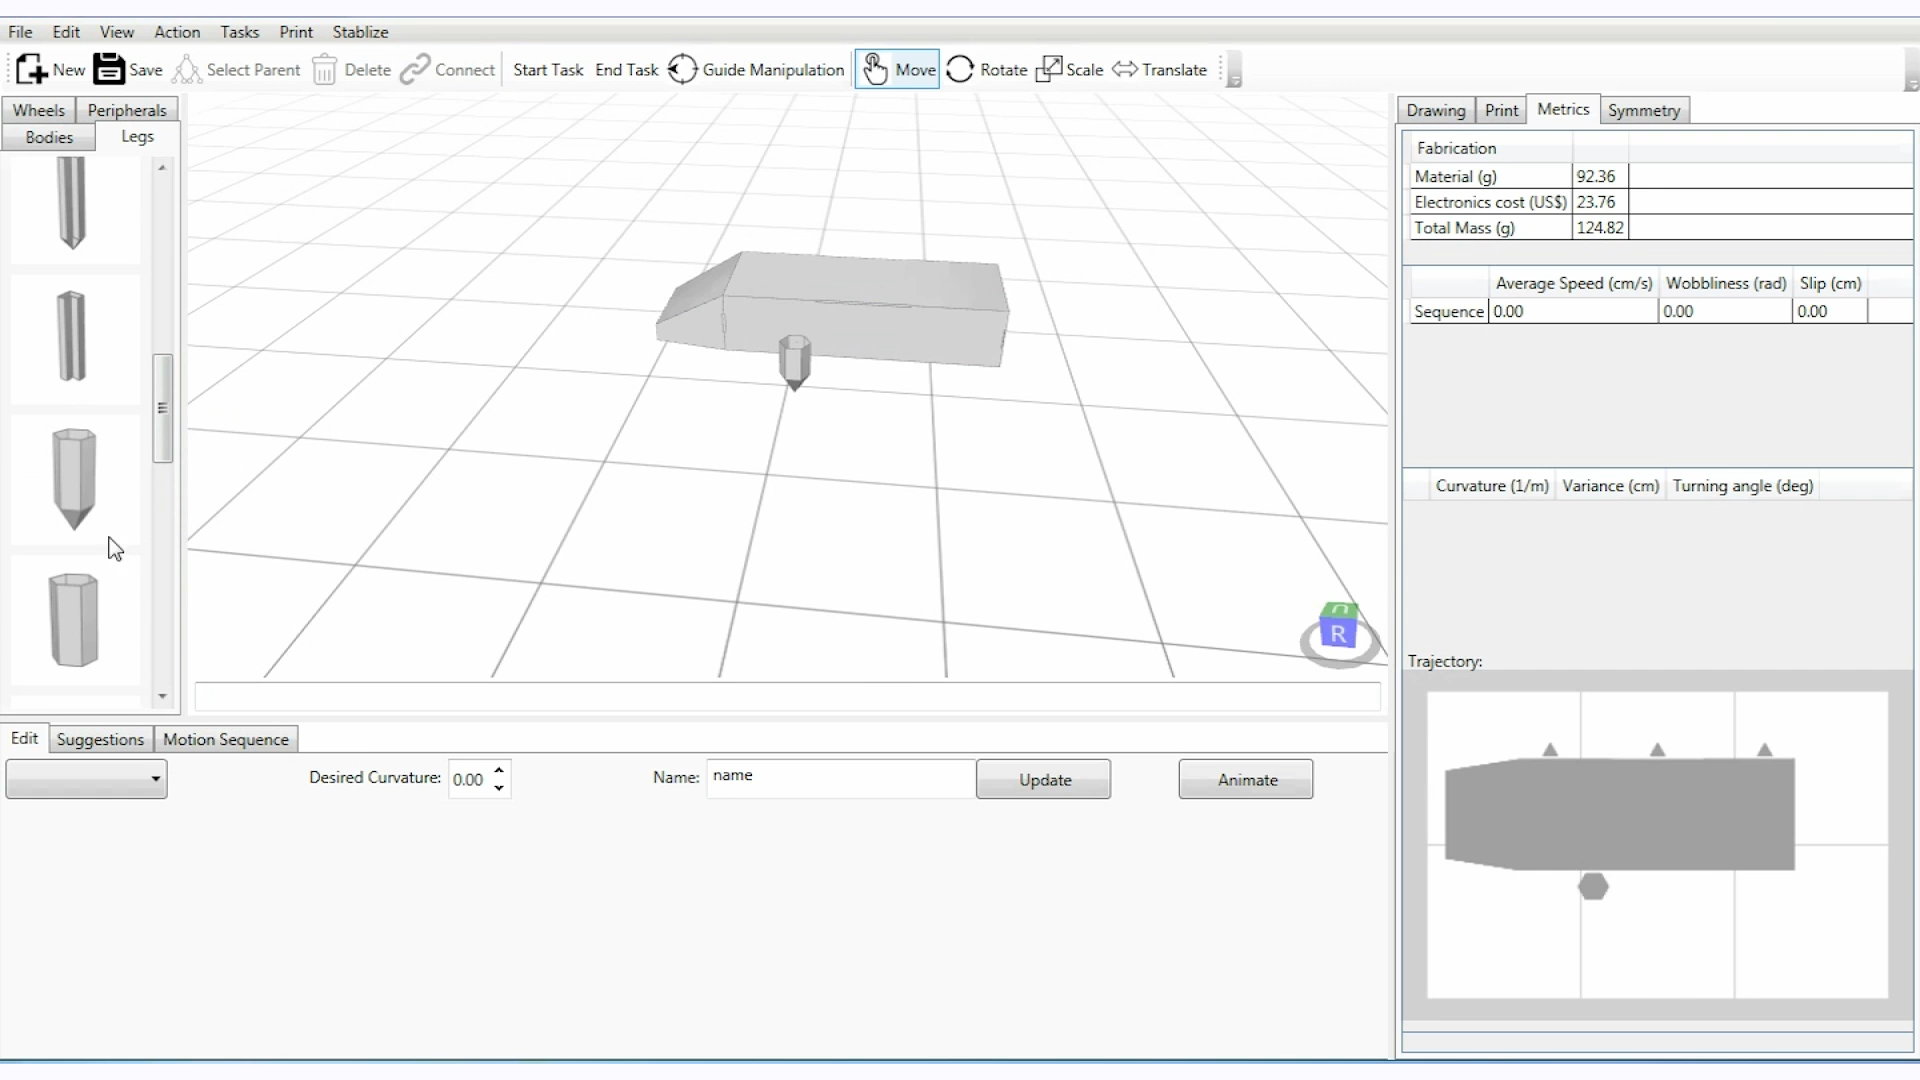 File Edit View Action Tasks Print Stablize
New Save Select Parent Delete Connect Start Task End Task Guide Manipulation Move Rotate Scale Translate
Wheels Peripherals
Bodies Legs
Drawing Print Metrics Symmetry
Fabrication
Material (g) 92.36
Electronics cost (US$) 23.76
Total Mass (g) 124.82
Average Speed (cm/s) Wobbliness (rad) Slip (cm)
Sequence 0.00 0.00 0.00
Curvature (1/m) Variance (cm) Turning angle (deg)
R
Trajectory:
Edit Suggestions Motion Sequence
Desired Curvature: 0.00 Name: name Update Animate